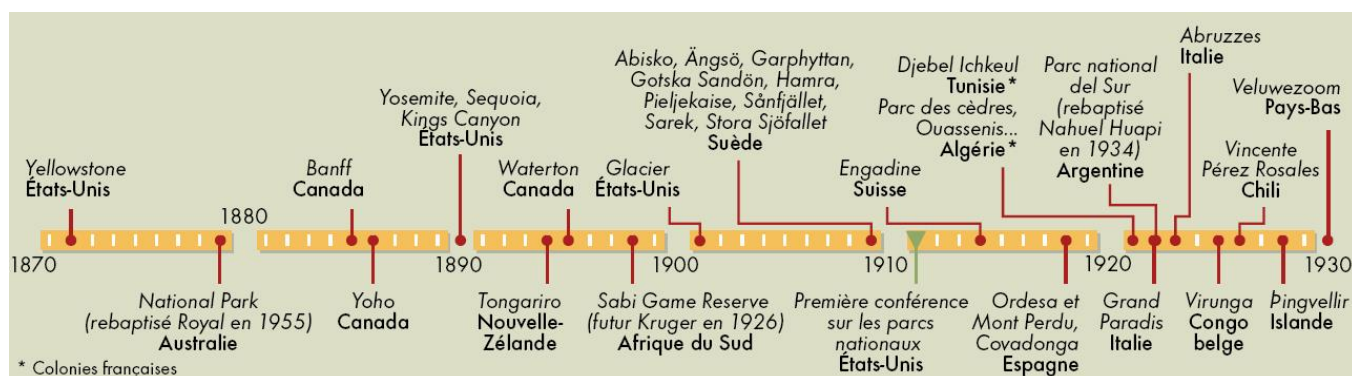 Yellowstone
États-Unis
National Park
(rebaptisé Royal en 1955)
Australie
Banff
Canada
Yoho
Canada
Yosemite, Sequoia,
Kings Canyon
États-Unis
Tongariro
Nouvelle-
Zélande
Waterton
Canada
Sabi Game Reserve
(futur Kruger en 1926)
Afrique du Sud
Glacier
États-Unis
Abisko, Ängsö, Garphyttan,
Gotska Sandön, Hamra,
Pieljekaise, Sånfjället,
Sarek, Stora Sjöfallet
Suède
Première conférence
sur les parcs
nationaux
États-Unis
Engadine
Suisse
Ordesa et
Mont Perdu,
Covadonga
Espagne
Djebel Ichkeul
Tunisie*
Parc des cèdres,
Ouassenis...
Algérie*
Parc national
del Sur
(rebaptisé
Nahuel Huapi
en 1934)
Argentine
Grand
Paradis
Italie
Abruzzes
Italie
Virunga
Congo
belge
Vincente
Pérez Rosales
Chili
Þingvellir
Islande
Veluwezoom
Pays-Bas
1870
1880
1890
1900
1910
1920
1930
* Colonies françaises